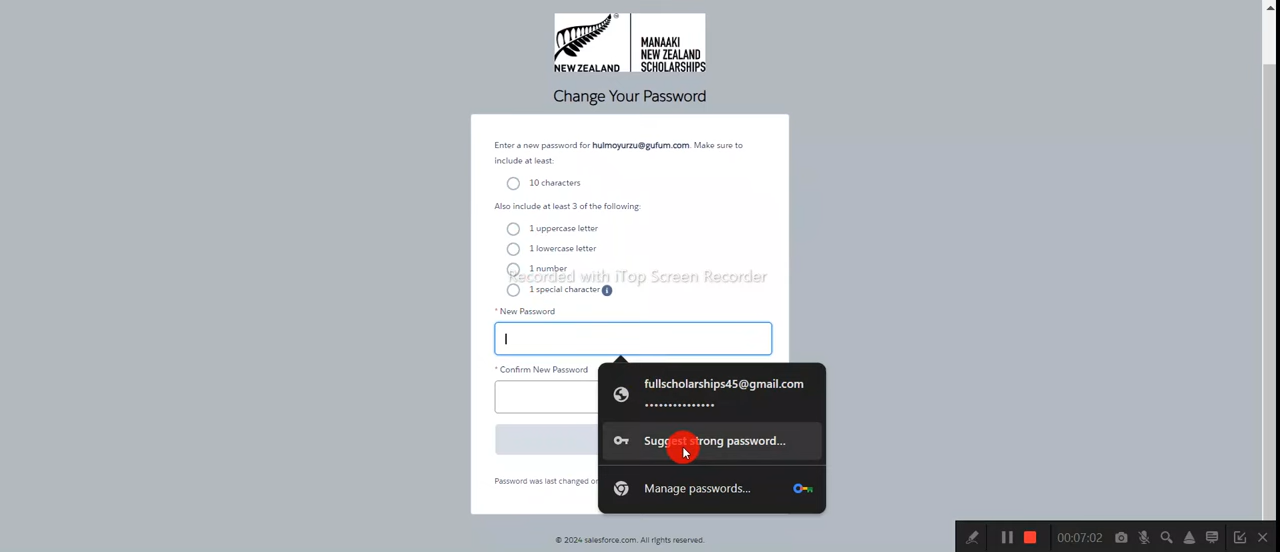 NEW ZEALAND
MANAAKI
NEW ZEALAND
SCHOLARSHIPS
Change Your Password
Enter a new password for hulmoyurzu@gufum.com. Make sure to
include at least:
10 characters
Also include at least 3 of the following:
1 uppercase letter
1 lowercase letter
1 number
Recorded with iTop Screen Recorder
1 special character
* New Password
* Confirm New Password
fullscholarships45@gmail.com
Suggest strong password...
Manage passwords...
Password was last changed on
© 2024 salesforce.com. All rights reserved.
00:07:02